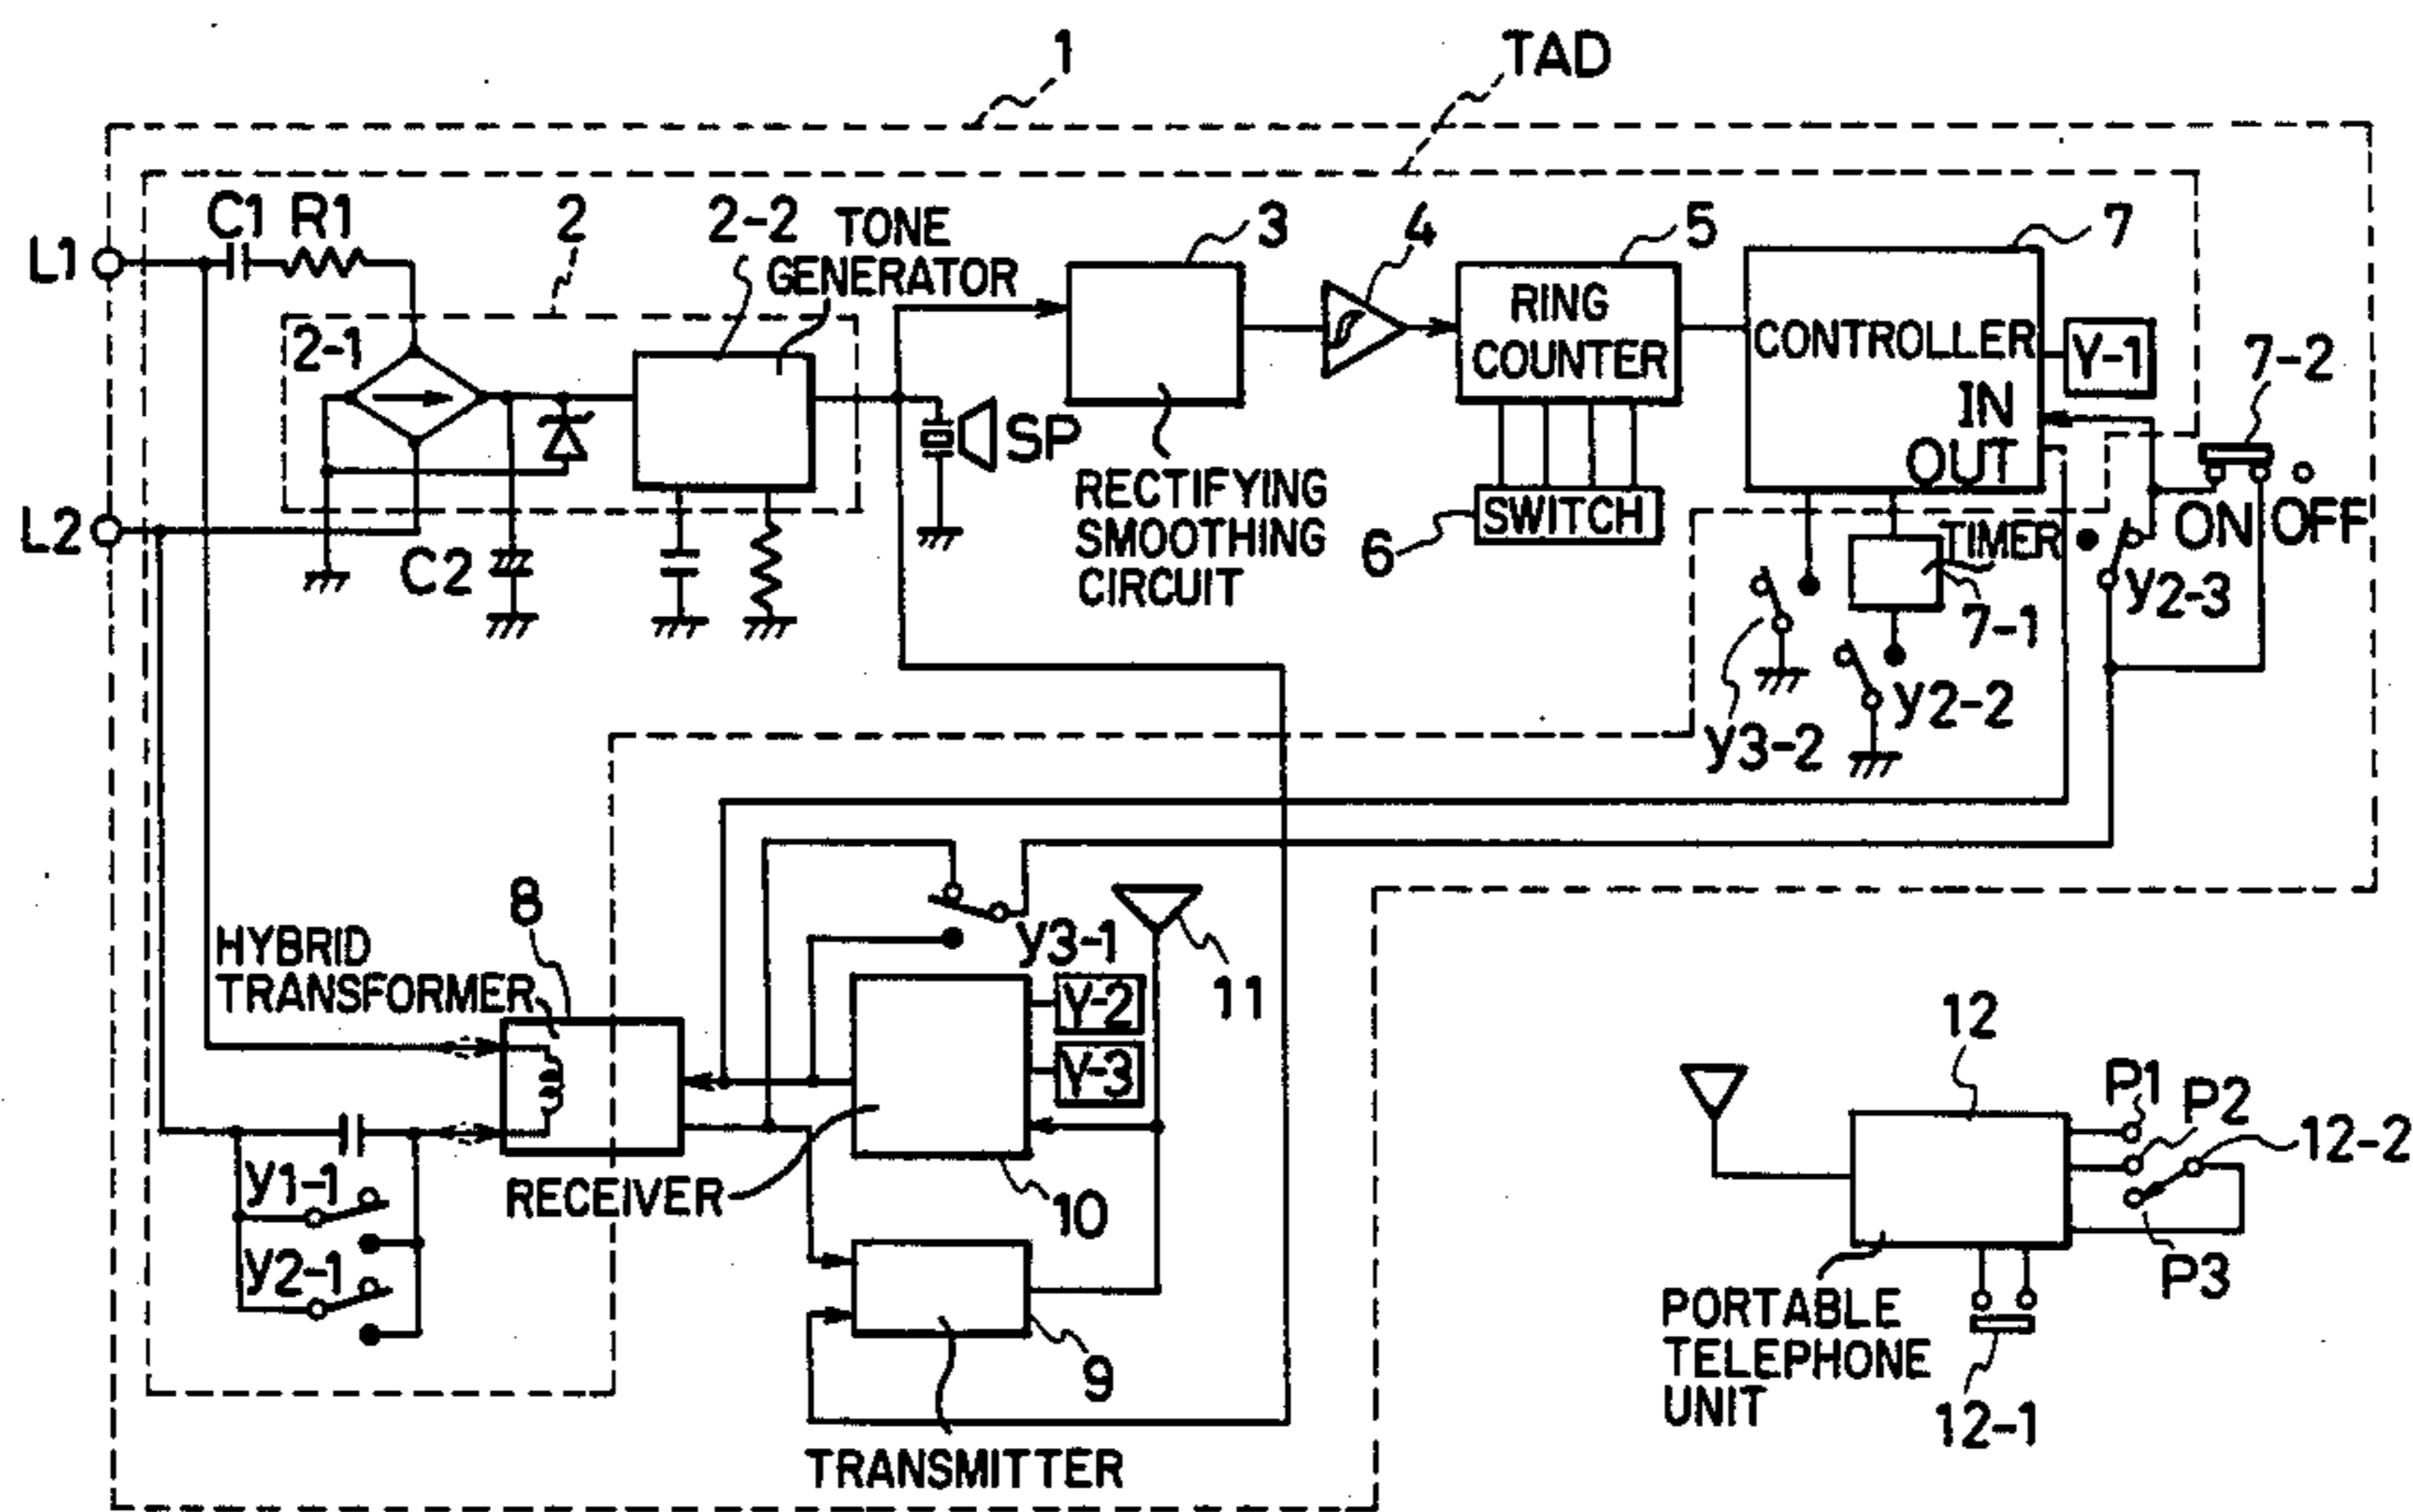 1
TAD
L1
C1
R1
2
2-2
TONE
GENERATOR
3
4
5
7
2-1
RING
COUNTER
CONTROLLER
IN
OUT
Y-1
7-2
SP
RECTIFYING
SMOOTHING
CIRCUIT
6
SWITCH
TIMER
ON
OFF
L2
C2
7-1
y2-3
y3-2
y2-2
HYBRID
TRANSFORMER
8
y3-1
11
Y-2
Y-3
y1-1
y2-1
RECEIVER
10
9
TRANSMITTER
12
P1
P2
12-2
P3
PORTABLE
TELEPHONE
UNIT
12-1